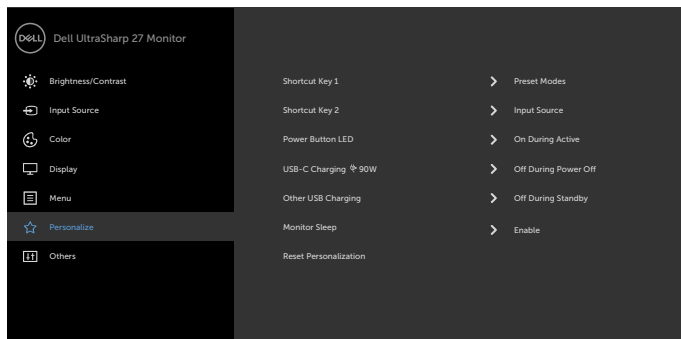 DELL Dell UltraSharp 27 Monitor
Brightness/Contrast
Input Source
Color
Display
Menu
Personalize
Others
Shortcut Key 1 Preset Modes
Shortcut Key 2 Input Source
Power Button LED On During Active
USB-C Charging 90W Off During Power Off
Other USB Charging Off During Standby
Monitor Sleep Enable
Reset Personalization